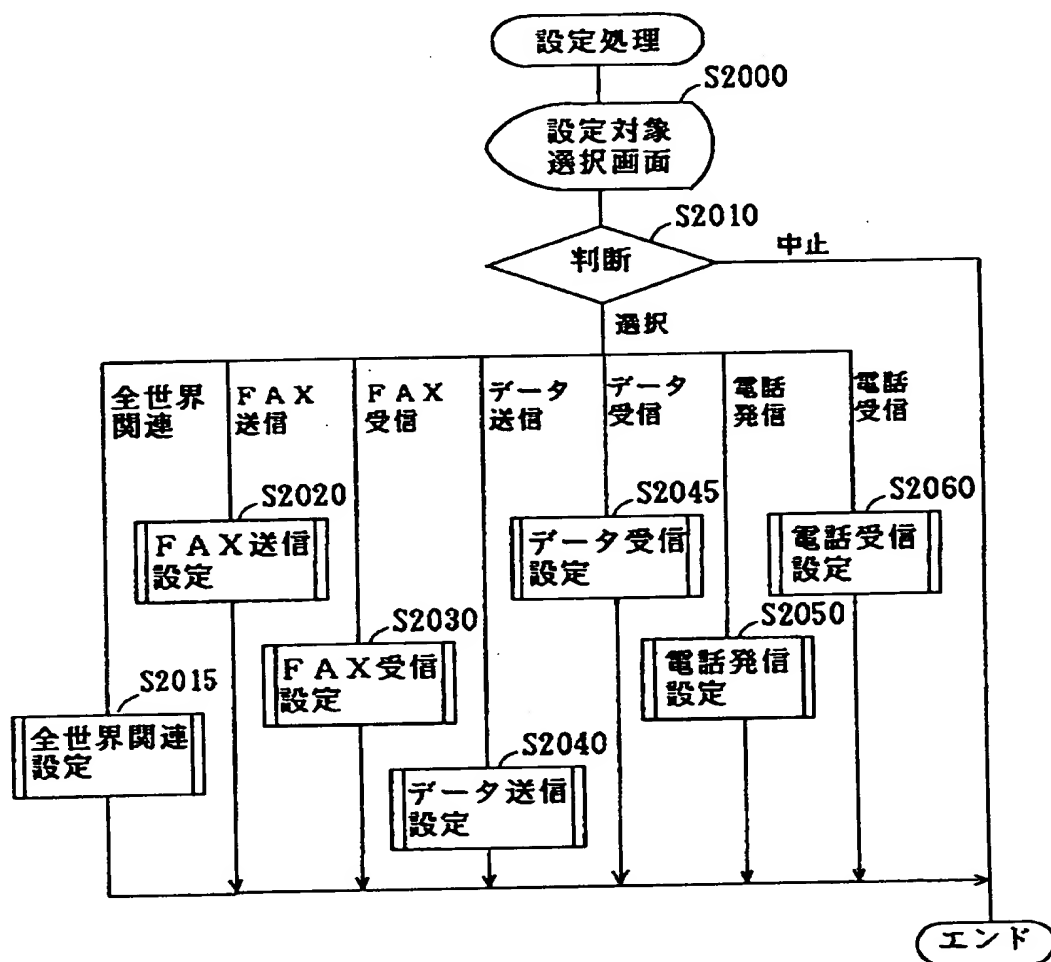 設定処理
S2000
設定対象
選択画面
S2010
判断
中止
選択
全世界
関連
ＦＡＸ
送信
ＦＡＸ
受信
データ
送信
データ
受信
電話
発信
電話
受信
S2020
ＦＡＸ送信
設定
S2045
データ受信
設定
S2060
電話受信
設定
S2030
ＦＡＸ受信
設定
S2050
電話発信
設定
S2015
全世界関連
設定
S2040
データ送信
設定
エンド